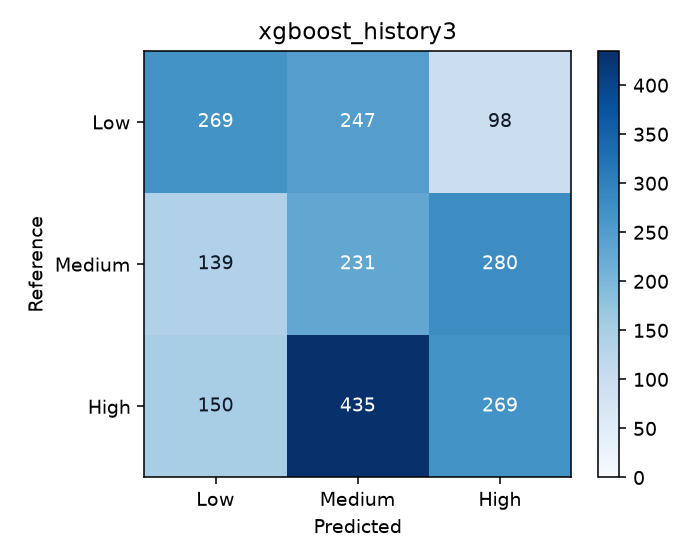 xgboost_history3
Low 269 247 98
Medium 139 231 280
High 150 435 269
Low Medium High
Predicted
Reference
400
350
300
250
200
150
100
50
0